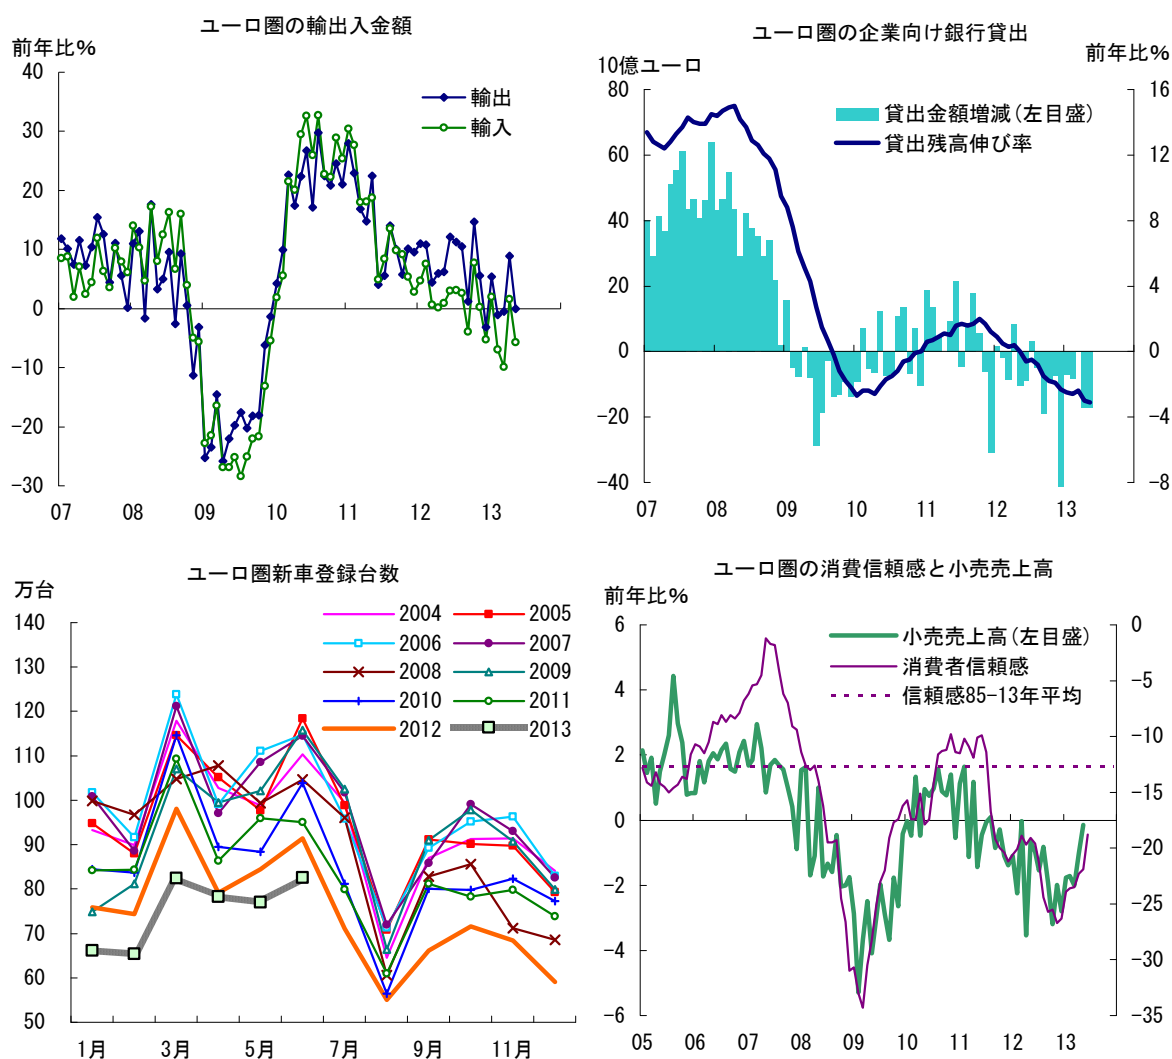 ユーロ圏の輸出入金額
前年比%
40
30
20
10
0
-10
-20
-30
07 08 09 10 11 12 13
輸出
輸入
ユーロ圏の企業向け銀行貸出
10億ユーロ
前年比%
80
60
40
20
0
-20
-40
16
12
8
4
0
-4
-8
07 08 09 10 11 12 13
貸出金額増減(左目盛)
貸出残高伸び率
ユーロ圏新車登録台数
万台
140
130
120
110
100
90
80
70
60
50
1月 3月 5月 7月 9月 11月
2004 2005
2006 2007
2008 2009
2010 2011
2012 2013
ユーロ圏の消費信頼感と小売売上高
前年比%
6
4
2
0
-2
-4
-6
0
-5
-10
-15
-20
-25
-30
-35
05 06 07 08 09 10 11 12 13
小売売上高(左目盛)
消費者信頼感
信頼感85-13年平均